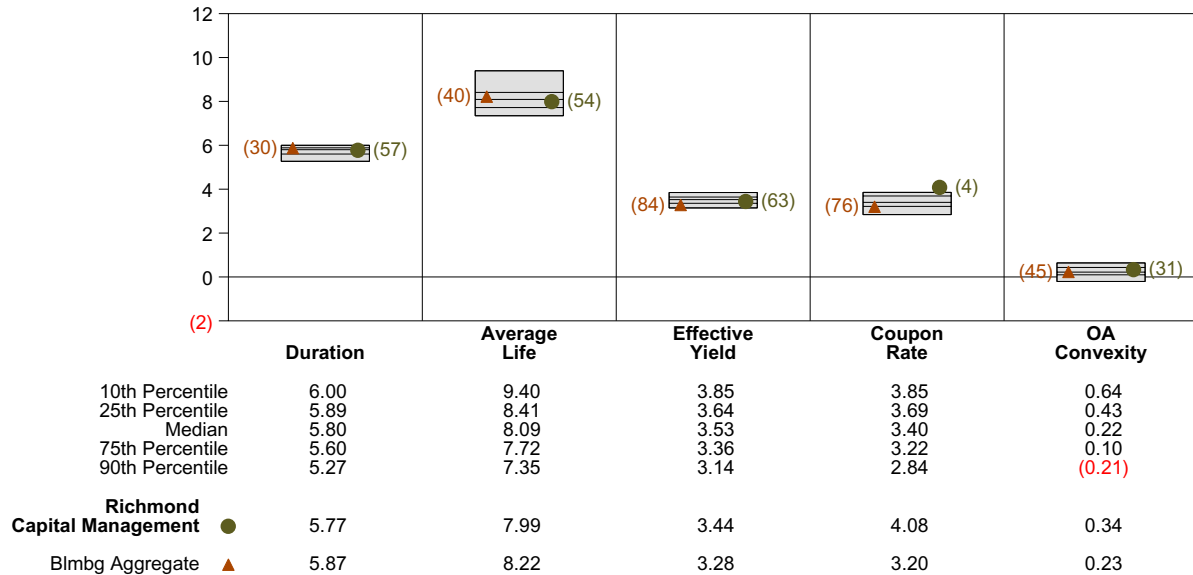 12
10
8
6
4
2
0
(2)
(30) (57)
(40) (54)
(84) (63)
(76) (4)
(45) (31)
Duration Average Life Effective Yield Coupon Rate OA Convexity
10th Percentile 6.00 9.40 3.85 3.85 0.64
25th Percentile 5.89 8.41 3.64 3.69 0.43
Median 5.80 8.09 3.53 3.40 0.22
75th Percentile 5.60 7.72 3.36 3.22 0.10
90th Percentile 5.27 7.35 3.14 2.84 (0.21)
Richmond
Capital Management 5.77 7.99 3.44 4.08 0.34
Blmbg Aggregate 5.87 8.22 3.28 3.20 0.23